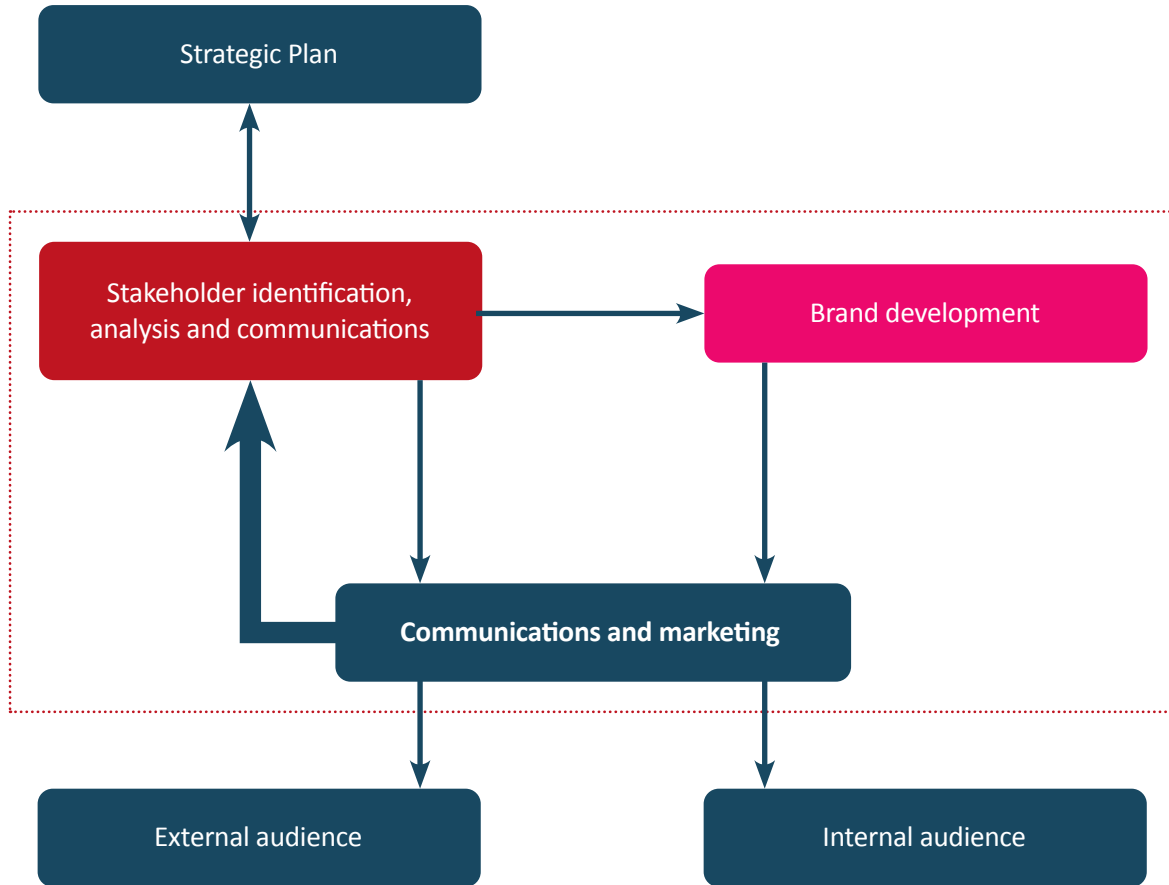 Strategic Plan
Stakeholder identification,
analysis and communications
Brand development
Communications and marketing
External audience
Internal audience